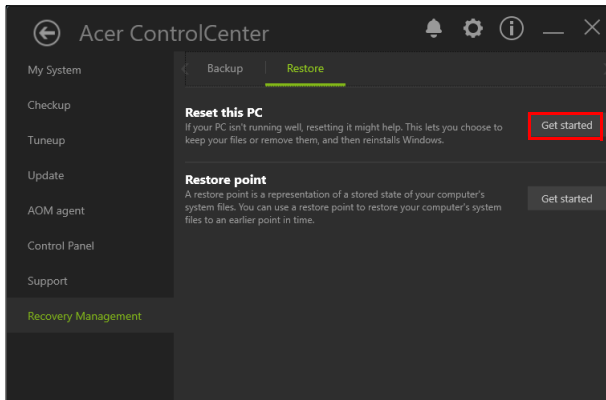 Acer ControlCenter
My System
Checkup
Tuneup
Update
AOM agent
Control Panel
Support
Recovery Management
Backup
Restore
Reset this PC
If your PC isn't running well, resetting it might help. This lets you choose to
keep your files or remove them, and then reinstalls Windows.
Get started
Restore point
A restore point is a representation of a stored state of your computer's
system files. You can use a restore point to restore your computer's system
files to an earlier point in time.
Get started